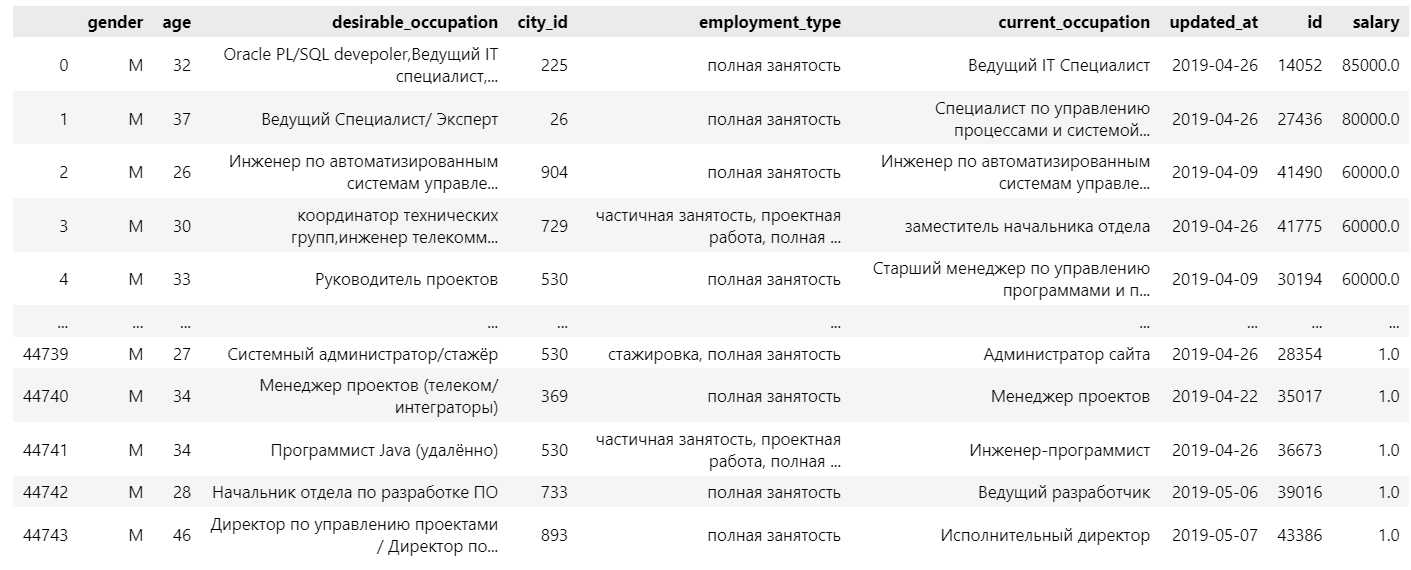 gender age desirable_occupation city_id employment_type current_occupation updated_at id salary
0 M 32 Oracle PL/SQL devepoler,Ведущий IT специалист,... 225 полная занятость Ведущий IT Специалист 2019-04-26 14052 85000.0
1 M 37 Ведущий Специалист/ Эксперт 26 полная занятость Специалист по управлению процессами и системой... 2019-04-26 27436 80000.0
2 M 26 Инженер по автоматизированным системам управле... 904 полная занятость Инженер по автоматизированным системам управле... 2019-04-09 41490 60000.0
3 M 30 координатор технических групп,инженер телекомм... 729 частичная занятость, проектная работа, полная ... заместитель начальника отдела 2019-04-26 41775 60000.0
4 M 33 Руководитель проектов 530 полная занятость Старший менеджер по управлению программами и п... 2019-04-09 30194 60000.0
... ... ... ... ... ... ... ... ... ...
44739 M 27 Системный администратор/стажёр 530 стажировка, полная занятость Администратор сайта 2019-04-26 28354 1.0
44740 M 34 Менеджер проектов (телеком/интеграторы) 369 полная занятость Менеджер проектов 2019-04-22 35017 1.0
44741 M 34 Программист Java (удалённо) 530 частичная занятость, проектная работа, полная ... Инженер-программист 2019-04-26 36673 1.0
44742 M 28 Начальник отдела по разработке ПО 733 полная занятость Ведущий разработчик 2019-05-06 39016 1.0
44743 M 46 Директор по управлению проектами / Директор по... 893 полная занятость Исполнительный директор 2019-05-07 43386 1.0